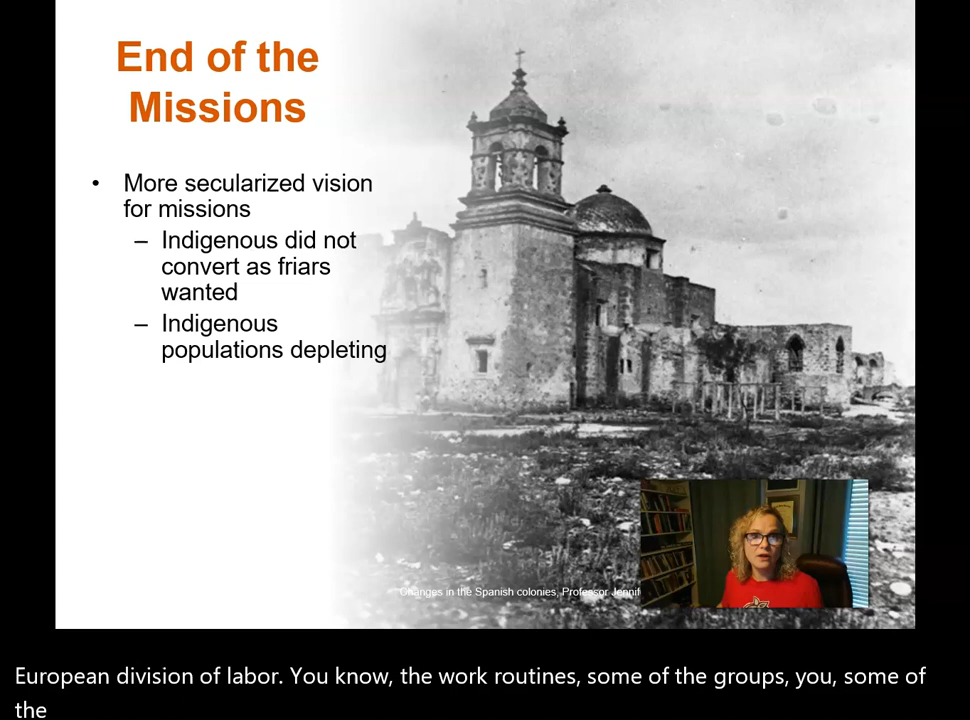 End of the
Missions
• More secularized vision
for missions
– Indigenous did not
convert as friars
wanted
– Indigenous
populations depleting
Changes in the Spanish colonies, Professor
European division of labor. You know, the work routines, some of the groups, you, some of
the